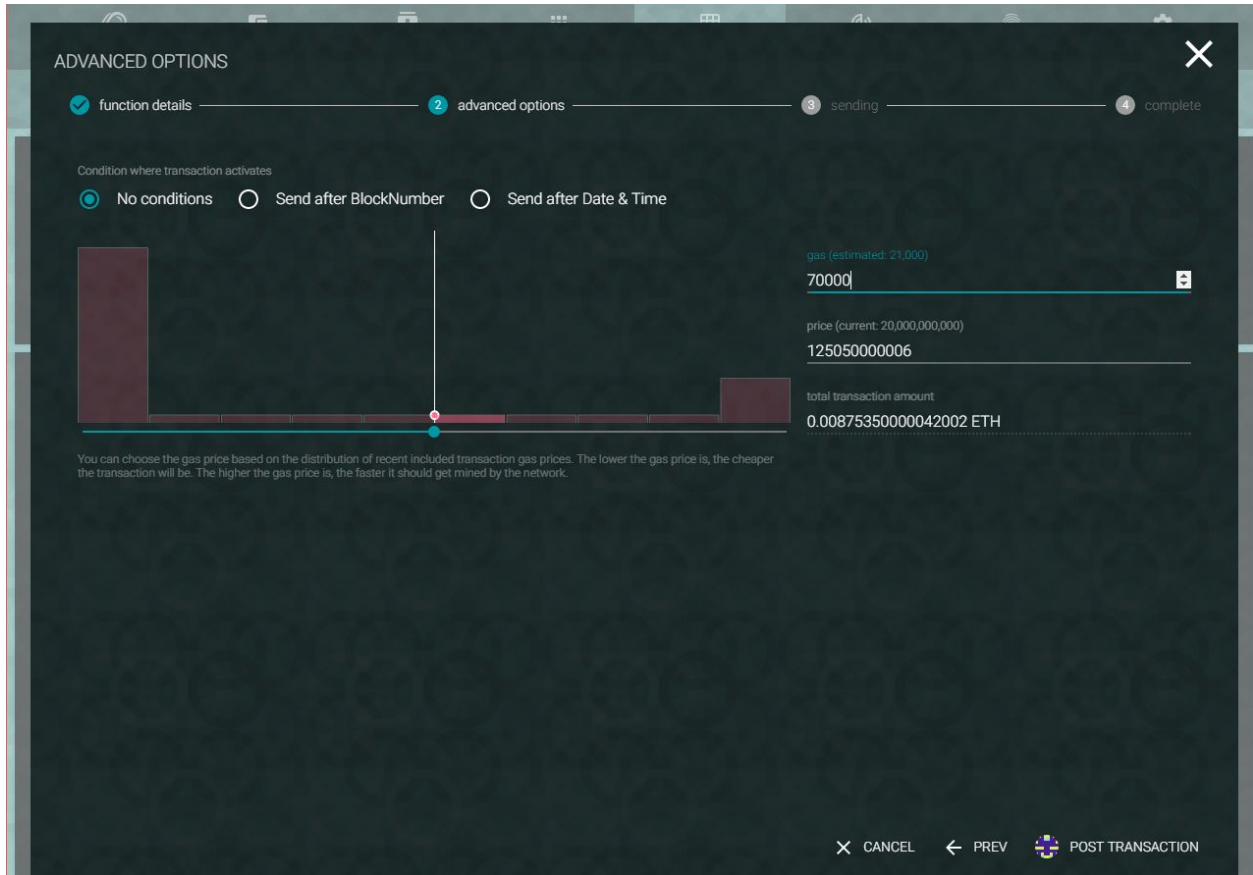 ADVANCED OPTIONS
function details 2 advanced options 3 sending 4 complete
Condition where transaction activates
No conditions Send after BlockNumber Send after Date & Time
gas (estimated: 21,000)
70000
price (current: 20,000,000,000)
125050000006
total transaction amount
0.00875350000042002 ETH
You can choose the gas price based on the distribution of recent included transaction gas prices. The lower the gas price is, the cheaper
the transaction will be. The higher the gas price is, the faster it should get mined by the network.
CANCEL PREV POST TRANSACTION